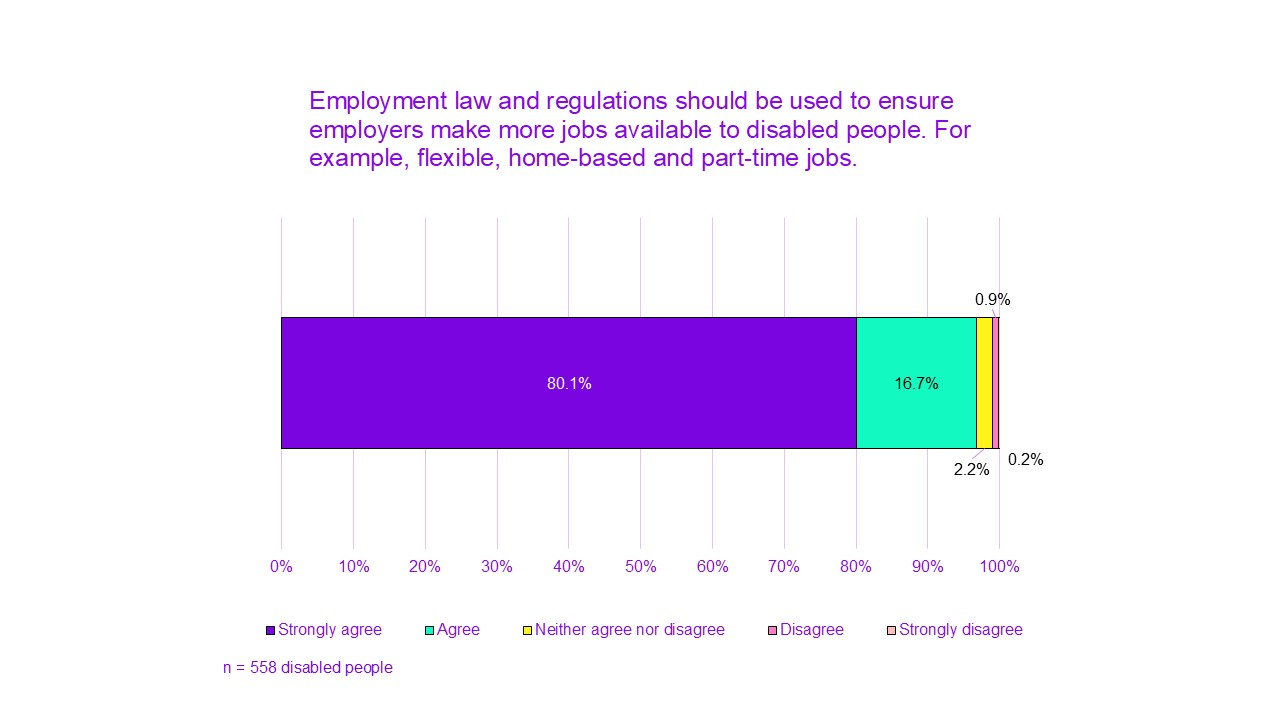 Employment law and regulations should be used to ensure
employers make more jobs available to disabled people. For
example, flexible, home-based and part-time jobs.
0.9%
80.1%
16.7%
2.2%
0.2%
0%
10%
20%
30%
40%
50%
60%
70%
80%
90%
100%
Strongly agree
Agree
Neither agree nor disagree
Disagree
Strongly disagree
n = 558 disabled people